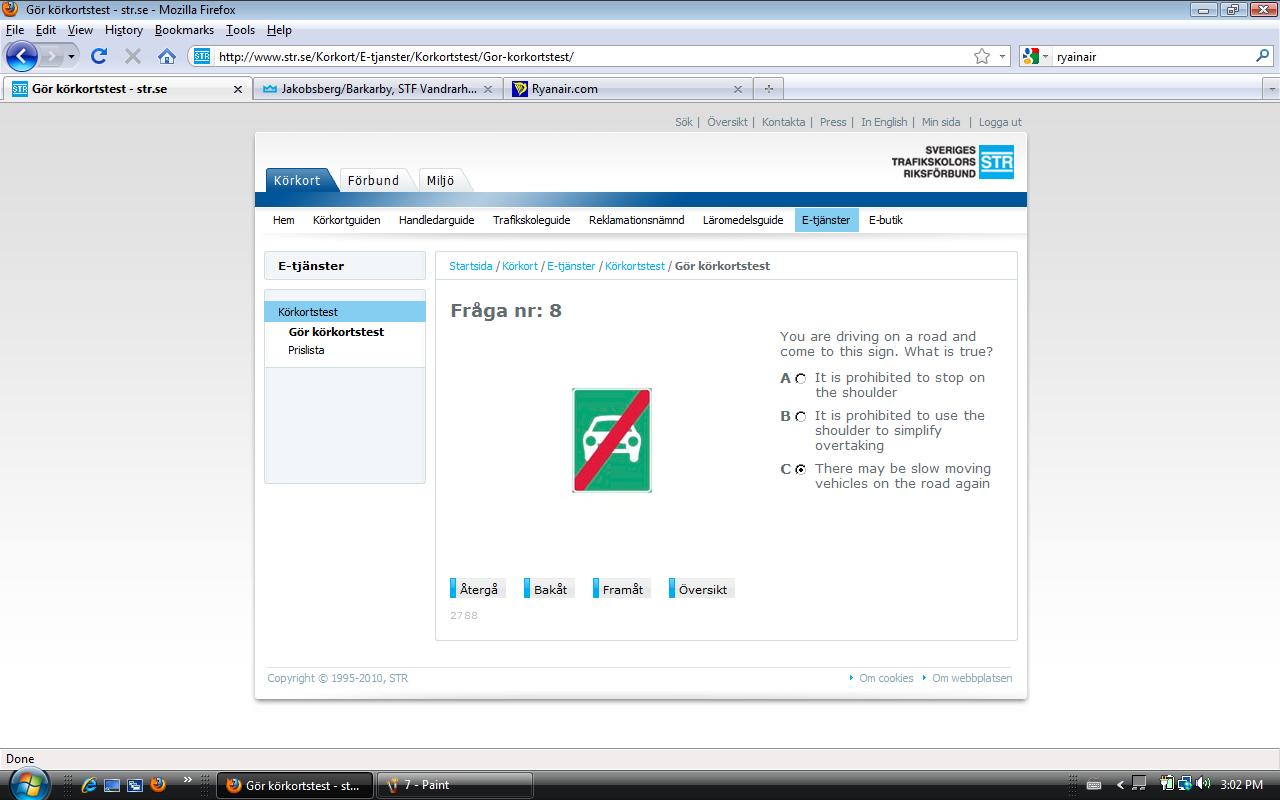 Gör körkortstest - str.se - Mozilla Firefox
File Edit View History Bookmarks Tools Help
STR http://www.str.se/Korkort/E-tjanster/Korkortstest/Gor-korkortstest/ ryainair
STR Gör körkortstest - str.se Jakobsberg/Barkarby, STF Vandrarh... Ryanair.com
Sök | Översikt | Kontakta | Press | In English | Min sida | Logga ut
SVERIGES
TRAFIKSKOLORS STR
RIKSFÖRBUND
Körkort Förbund Miljö
Hem Körkortguiden Handledarguide Trafikskoleguide Reklamationsnämnd Läromedelsguide E-tjänster E-butik
E-tjänster
Körkortstest
Gör körkortstest
Prislista
Startsida / Körkort / E-tjänster / Körkortstest / Gör körkortstest
Fråga nr: 8
You are driving on a road and
come to this sign. What is true?
A It is prohibited to stop on
the shoulder
B It is prohibited to use the
shoulder to simplify
overtaking
C There may be slow moving
vehicles on the road again
Återgå Bakåt Framåt Översikt
2788
Copyright © 1995-2010, STR Om cookies Om webbplatsen
Done
Gör körkortstest - st... 7 - Paint 3:02 PM